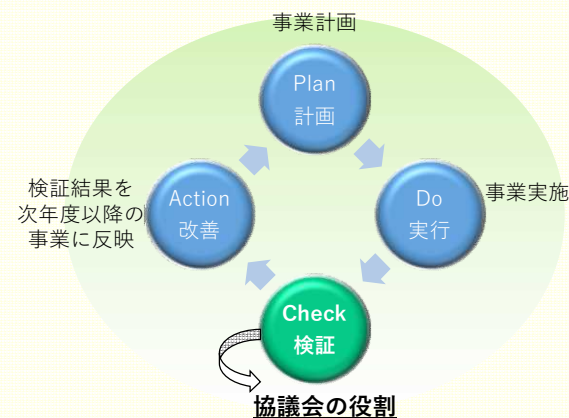 事業計画
Plan
計画
Do
実行
事業実施
Check
検証
協議会の役割
Action
改善
検証結果を
次年度以降の
事業に反映